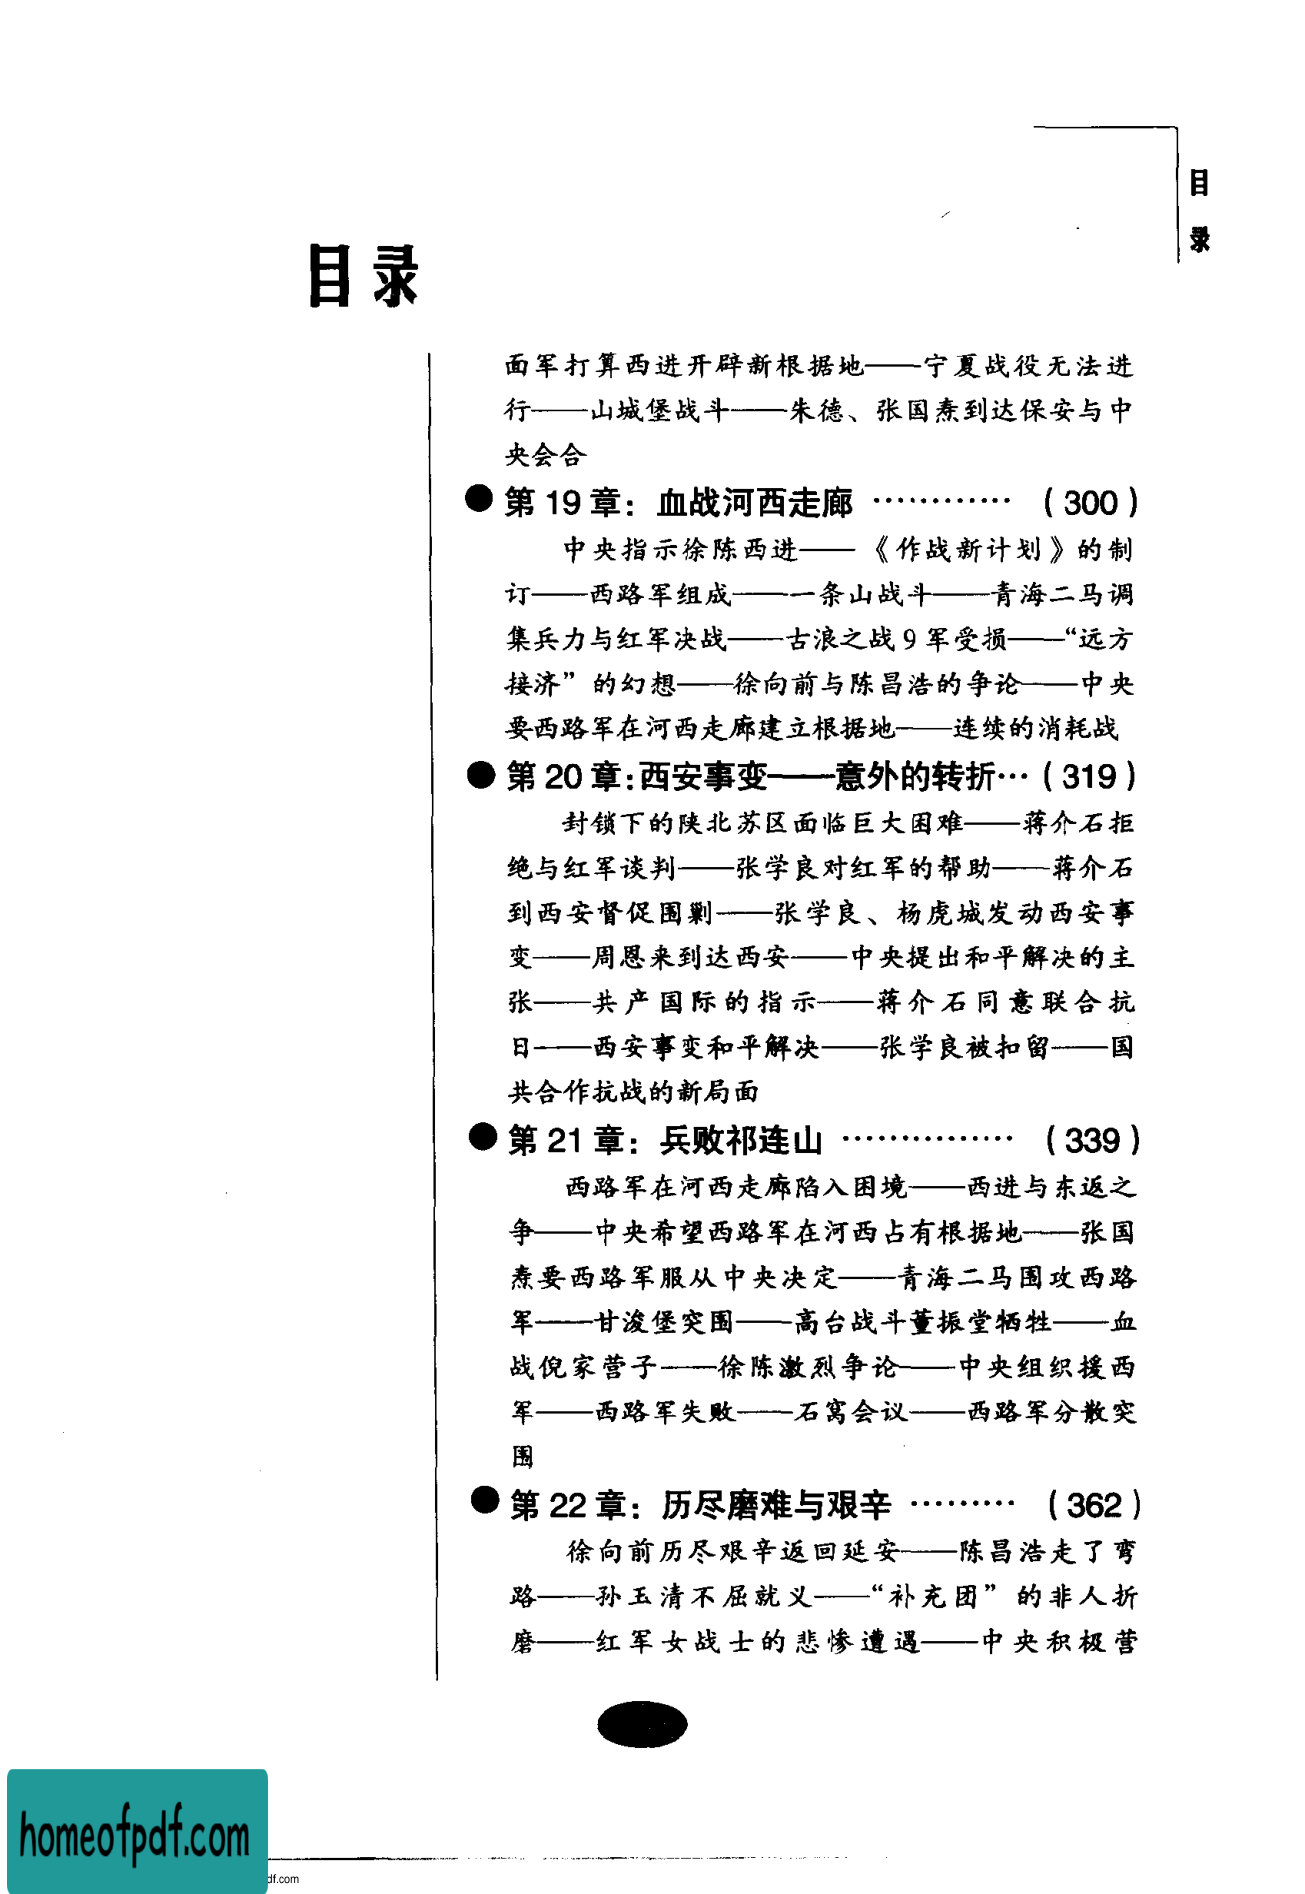 目
录
目录
面军打算西进开辟新根据地——宁夏战役无法进
行——山城堡战斗——朱德、张国焘到达保安与中
央会合
●第19章：血战河西走廊 ………… （300）
中央指示徐陈西进——《作战新计划》的制
订——西路军组成——一条山战斗——青海二马调
集兵力与红军决战——古浪之战9军受损——“远方
接济”的幻想——徐向前与陈昌浩的争论——中央
要西路军在河西走廊建立根据地——连续的消耗战
●第20章：西安事变——意外的转折…（319）
封锁下的陕北苏区面临巨大困难——蒋介石拒
绝与红军谈判——张学良对红军的帮助——蒋介石
到西安督促围剿——张学良、杨虎城发动西安事
变——周恩来到达西安——中央提出和平解决的主
张——共产国际的指示——蒋介石同意联合抗
日——西安事变和平解决——张学良被扣留——国
共合作抗战的新局面
●第21章：兵败祁连山 …………… （339）
西路军在河西走廊陷入困境——西进与东返之
争——中央希望西路军在河西占有根据地——张国
焘要西路军服从中央决定——青海二马围攻西路
军——甘浚堡突围——高台战斗董振堂牺牲——血
战倪家营子——徐陈激烈争论——中央组织援西
军——西路军失败——石窝会议——西路军分散突
围
●第22章：历尽磨难与艰辛 ……… （362）
徐向前历尽艰辛返回延安——陈昌浩走了弯
路——孙玉清不屈就义——“补充团”的非人折
磨——红军女战士的悲惨遭遇——中央积极营
homeofpdf.com
df.com